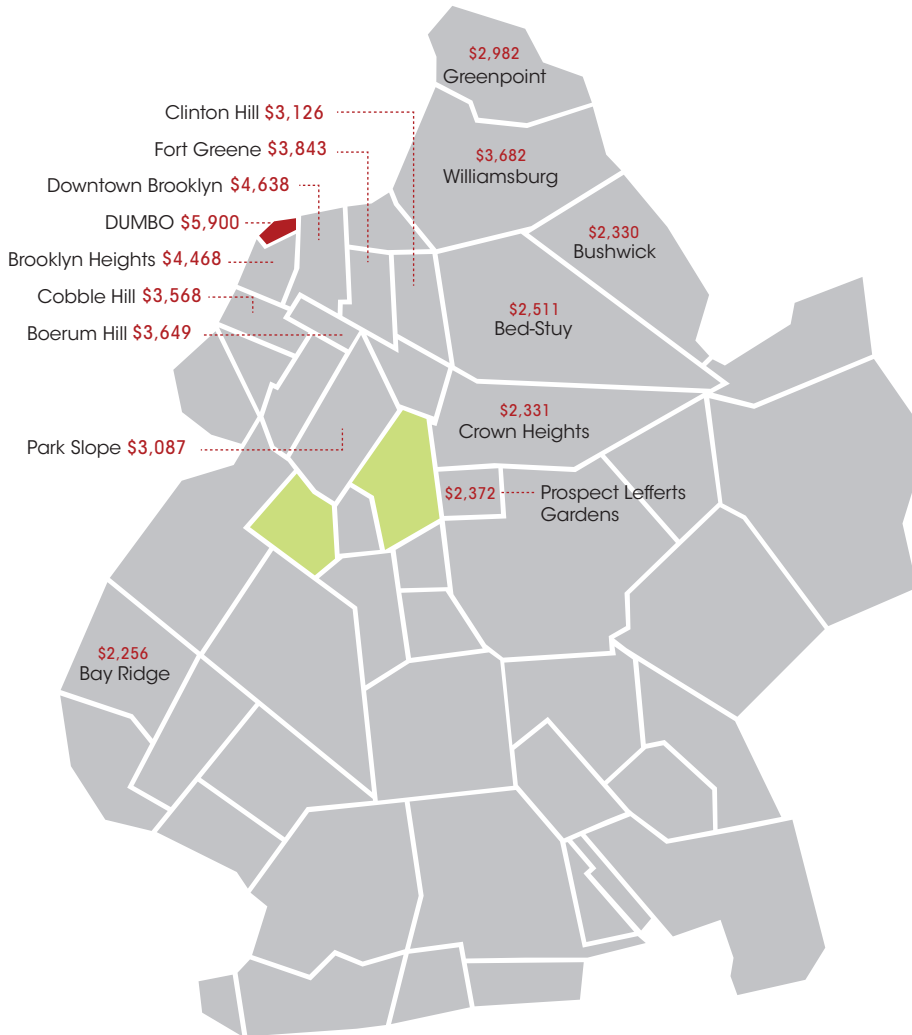 $2,982
Greenpoint
Clinton Hill $3,126
Fort Greene $3,843
$3,682
Williamsburg
Downtown Brooklyn $4,638
DUMBO $5,900
$2,330
Bushwick
Brooklyn Heights $4,468
Cobble Hill $3,568
$2,511
Bed-Stuy
Boerum Hill $3,649
$2,331
Crown Heights
Park Slope $3,087
$2,372 Prospect Lefferts
Gardens
$2,256
Bay Ridge